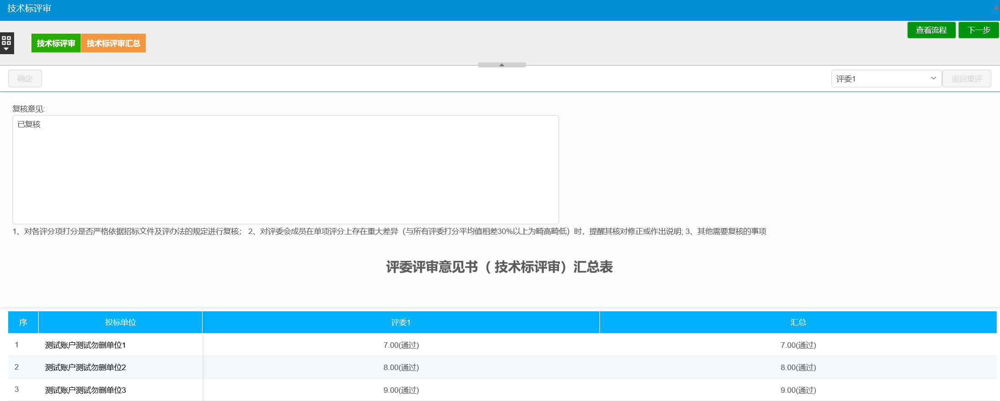 技术标评审
查看流程 下一步
技术标评审 技术标评审汇总
确定 评委1 退回重评
复核意见:
已复核
1、对各评分项打分是否严格依据招标文件及评办法的规定进行复核； 2、对评委会成员在单项评分上存在重大差异（与所有评委打分平均值相差30%以上为畸高畸低）时，提醒其核对修正或作出说明; 3、其他需要复核的事项
评委评审意见书（ 技术标评审）汇总表
序 投标单位 评委1 汇总
1 测试账户测试勿删单位1 7.00(通过) 7.00(通过)
2 测试账户测试勿删单位2 8.00(通过) 8.00(通过)
3 测试账户测试勿删单位3 9.00(通过) 9.00(通过)